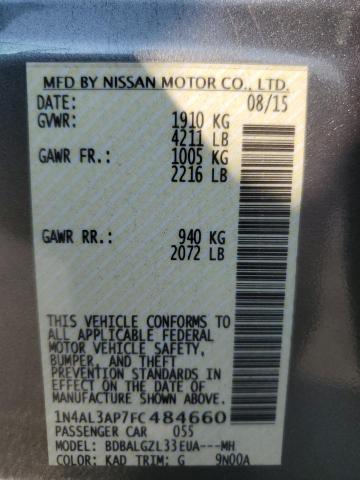 MFD BY NISSAN MOTOR CO., LTD.
DATE: 08/15
GVWR: 1910 KG
4211 LB
GAWR FR.: 1005 KG
2216 LB
GAWR RR.: 940 KG
2072 LB
THIS VEHICLE CONFORMS TO
ALL APPLICABLE FEDERAL
MOTOR VEHICLE SAFETY,
BUMPER, AND THEFT
PREVENTION STANDARDS IN
EFFECT ON THE DATE OF
MANUFACTURE SHOWN ABOVE.
1N4AL3AP7FC484660
PASSENGER CAR 055
MODEL: BDBALGZL33EUA---MH
COLOR: KAD TRIM: G 9N00A